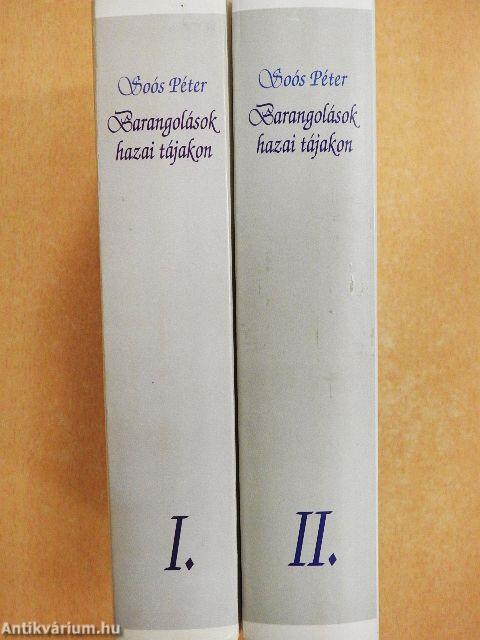 Soós Péter
Barangolások
hazai tájakon
I.
Soós Péter
Barangolások
hazai tájakon
II.
Antikvárium.hu